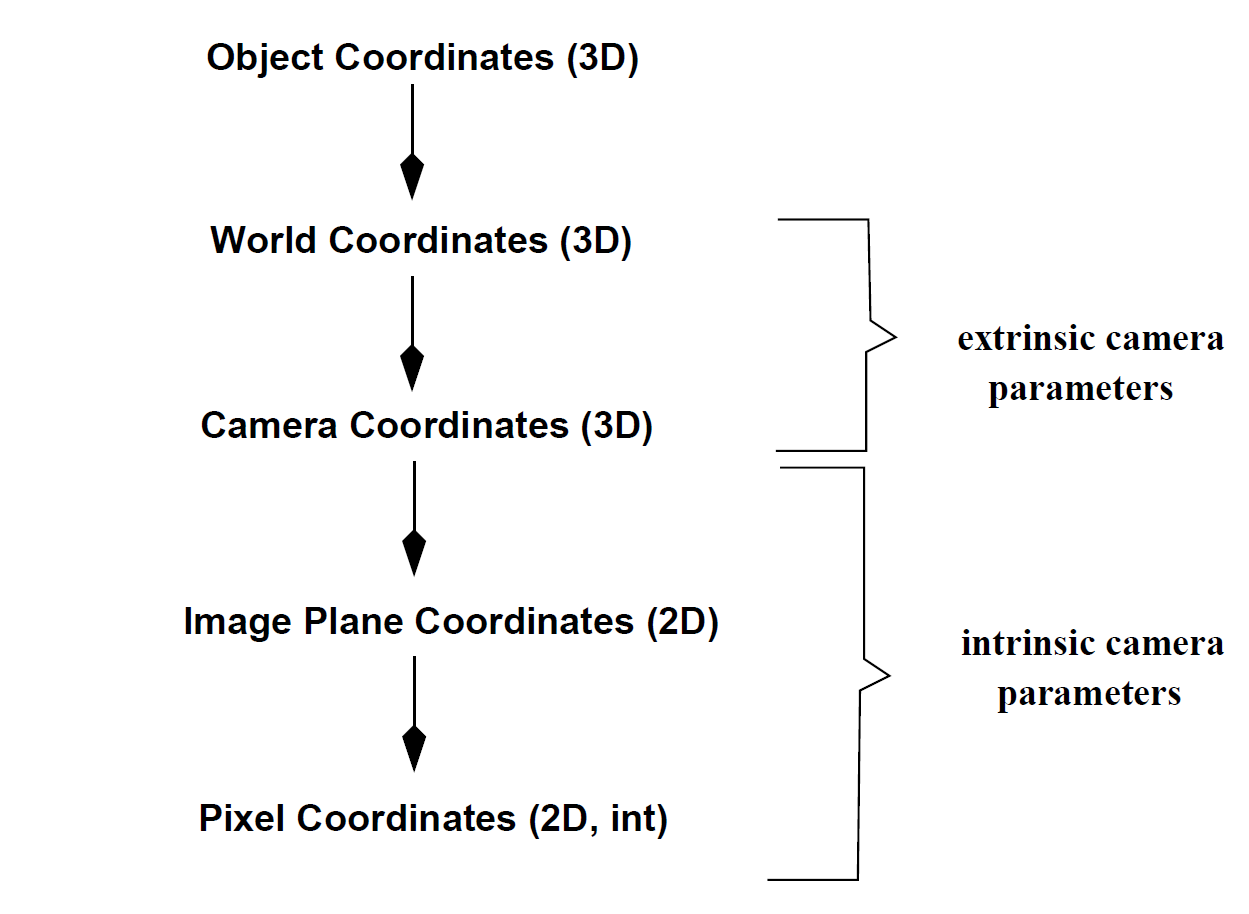 Object Coordinates (3D)
World Coordinates (3D)
extrinsic camera
parameters
Camera Coordinates (3D)
Image Plane Coordinates (2D)
intrinsic camera
parameters
Pixel Coordinates (2D, int)